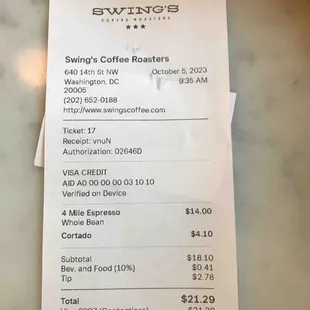 SWING'S
COFFEE ROASTERS
★★★
Swing's Coffee Roasters
640 14th St NW October 5, 2023
Washington, DC 9:35 AM
20005
(202) 652-0188
http://www.swingscoffee.com
Ticket: 17
Receipt: vnuN
Authorization: 02646D
VISA CREDIT
AID A0 00 00 00 03 10 10
Verified on Device
4 Mile Espresso $14.00
Whole Bean
Cortado $4.10
Subtotal $18.10
Bev. and Food (10%) $0.41
Tip $2.78
Total $21.29